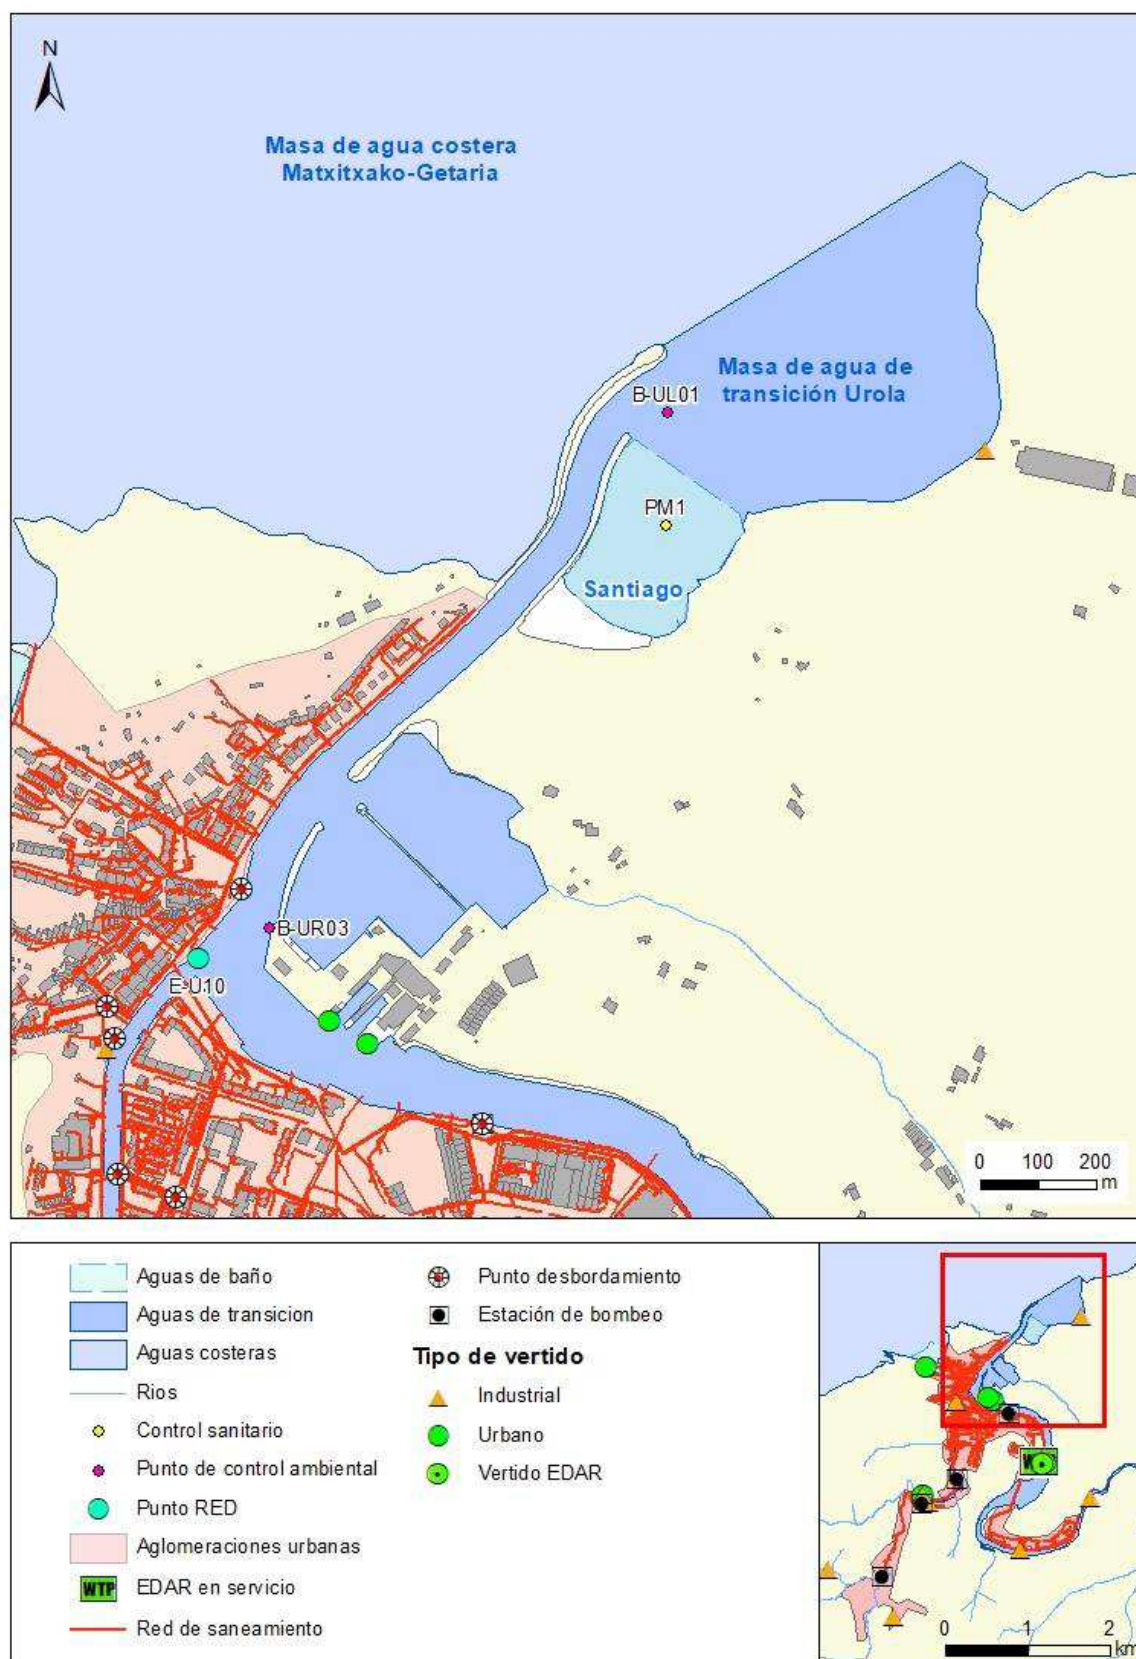 N
Masa de agua costera
Matxitxako-Getaria
Masa de agua de
transición Urola
B-UL01
PM1
Santiago
B-UR03
E-U10
0 100 200
m
Aguas de baño
Aguas de transicion
Aguas costeras
Rios
Control sanitario
Punto de control ambiental
Punto RED
Aglomeraciones urbanas
WTP
EDAR en servicio
Red de saneamiento
Punto desbordamiento
Estación de bombeo
Tipo de vertido
Industrial
Urbano
Vertido EDAR
0 1 2
km